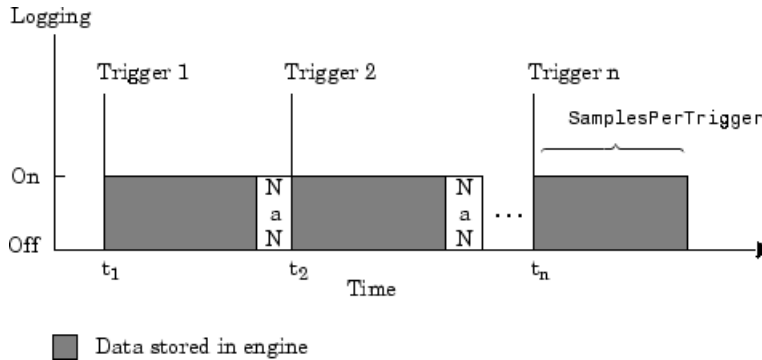 Logging
Trigger 1
Trigger 2
Trigger n
SamplesPerTrigger
On
N
a
N
N
a
N
...
Off
t1
t2
tn
Time
Data stored in engine